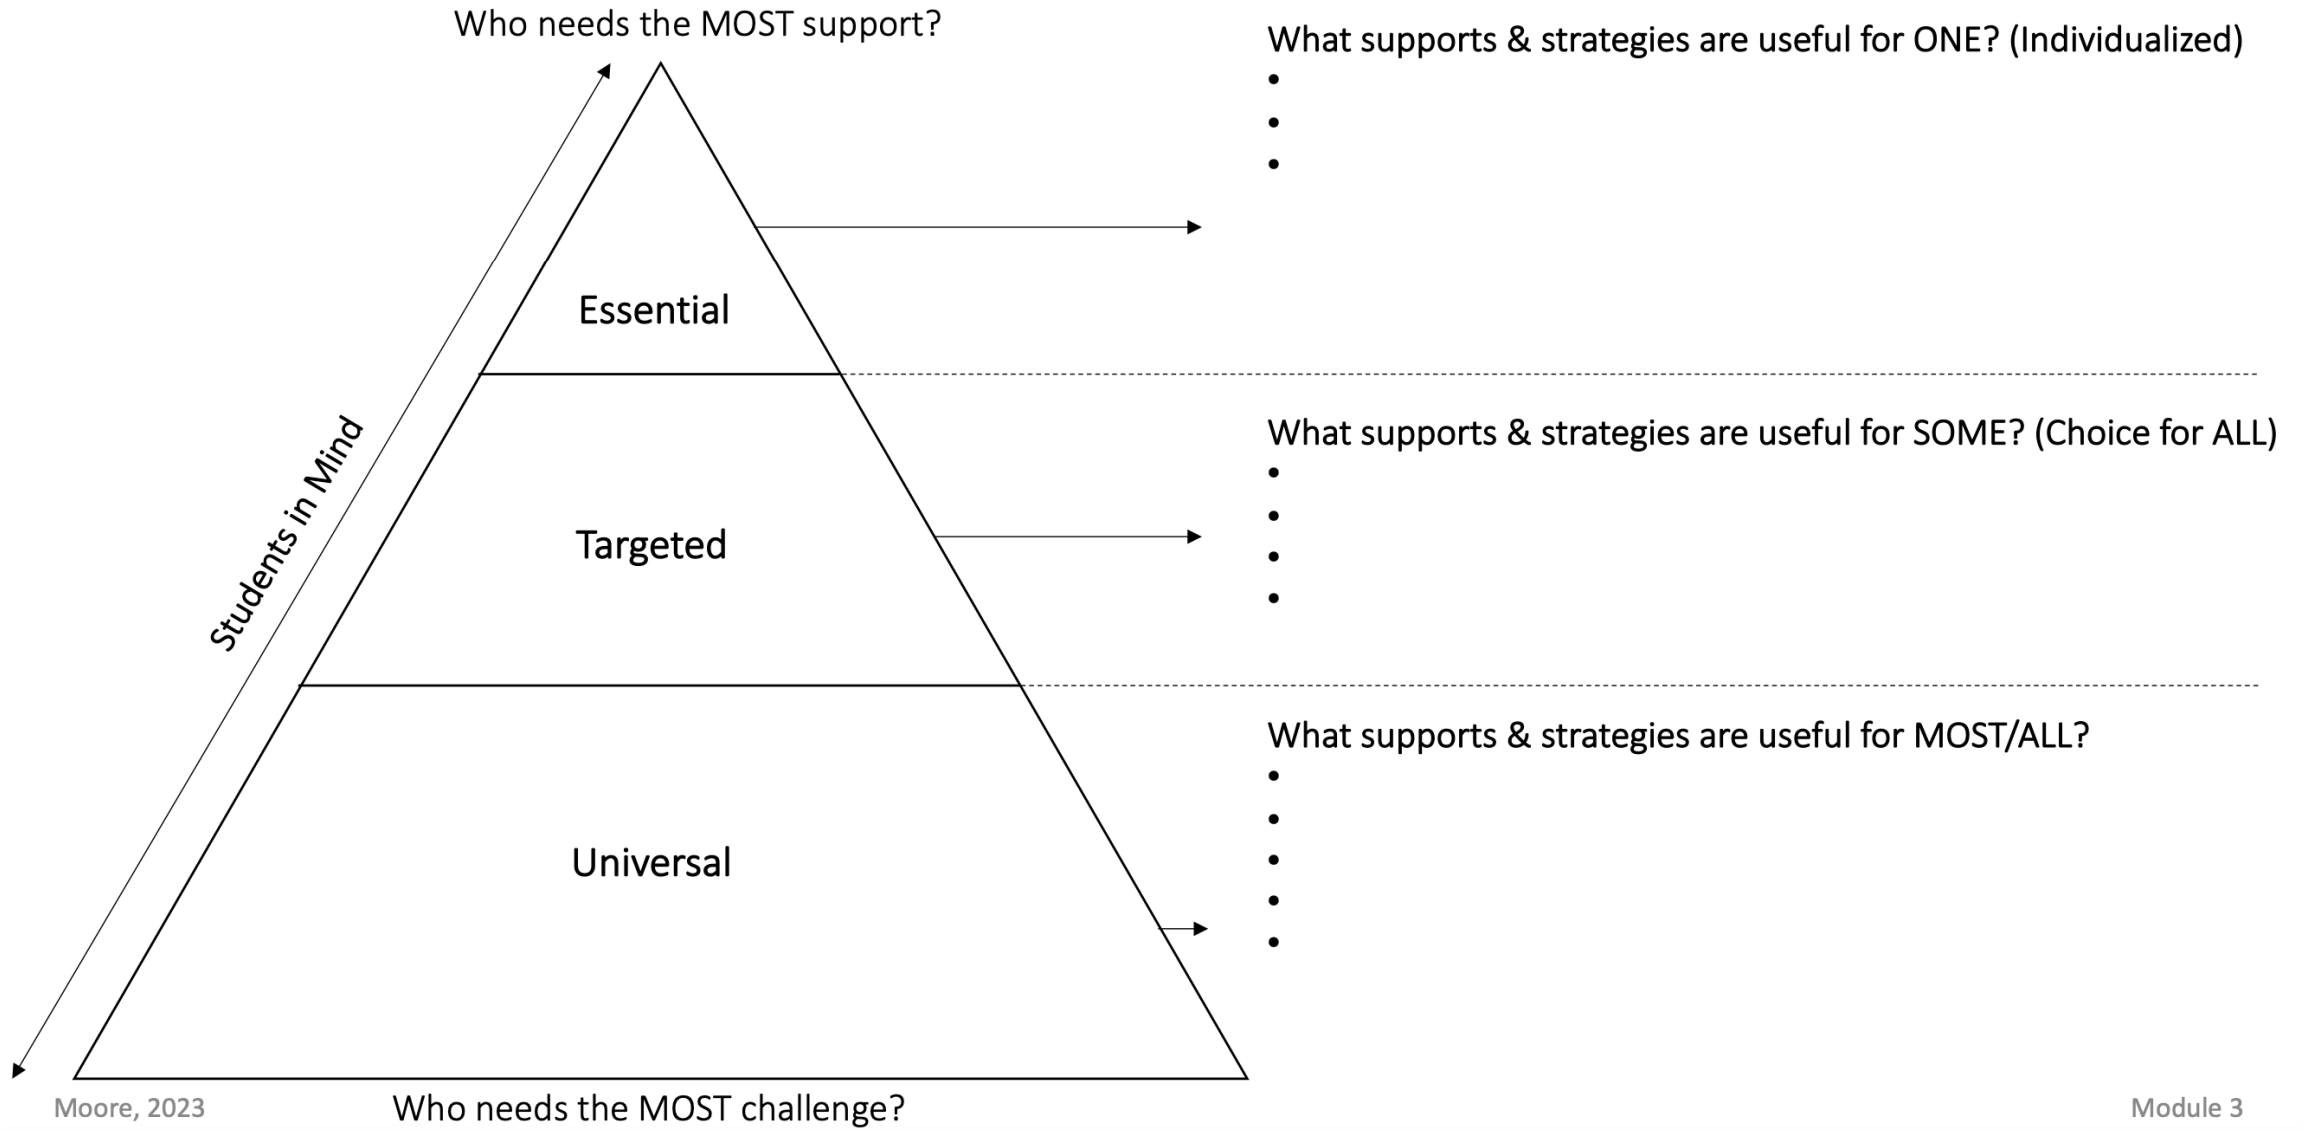 Who needs the MOST support?
What supports & strategies are useful for ONE? (Individualized)
•
•
•
Essential
Students in Mind
What supports & strategies are useful for SOME? (Choice for ALL)
•
•
•
•
Targeted
What supports & strategies are useful for MOST/ALL?
•
•
•
•
•
Universal
Moore, 2023
Who needs the MOST challenge?
Module 3